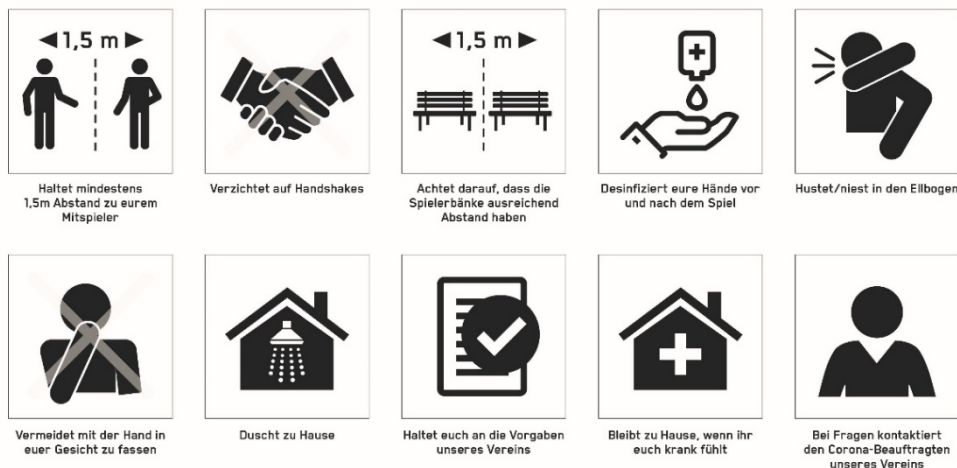 1,5 m
1,5 m
Haltet mindestens
1,5m Abstand zu eurem
Mitspieler
Verzichtet auf Handshakes
Achtet darauf, dass die
Spielerbänke ausreichend
Abstand haben
Desinfiziert eure Hände vor
und nach dem Spiel
Hustet/niest in den Ellbogen
Vermeidet mit der Hand in
euer Gesicht zu fassen
Duscht zu Hause
Haltet euch an die Vorgaben
unseres Vereins
Bleibt zu Hause, wenn ihr
euch krank fühlt
Bei Fragen kontaktiert
den Corona-Beauftragten
unseres Vereins